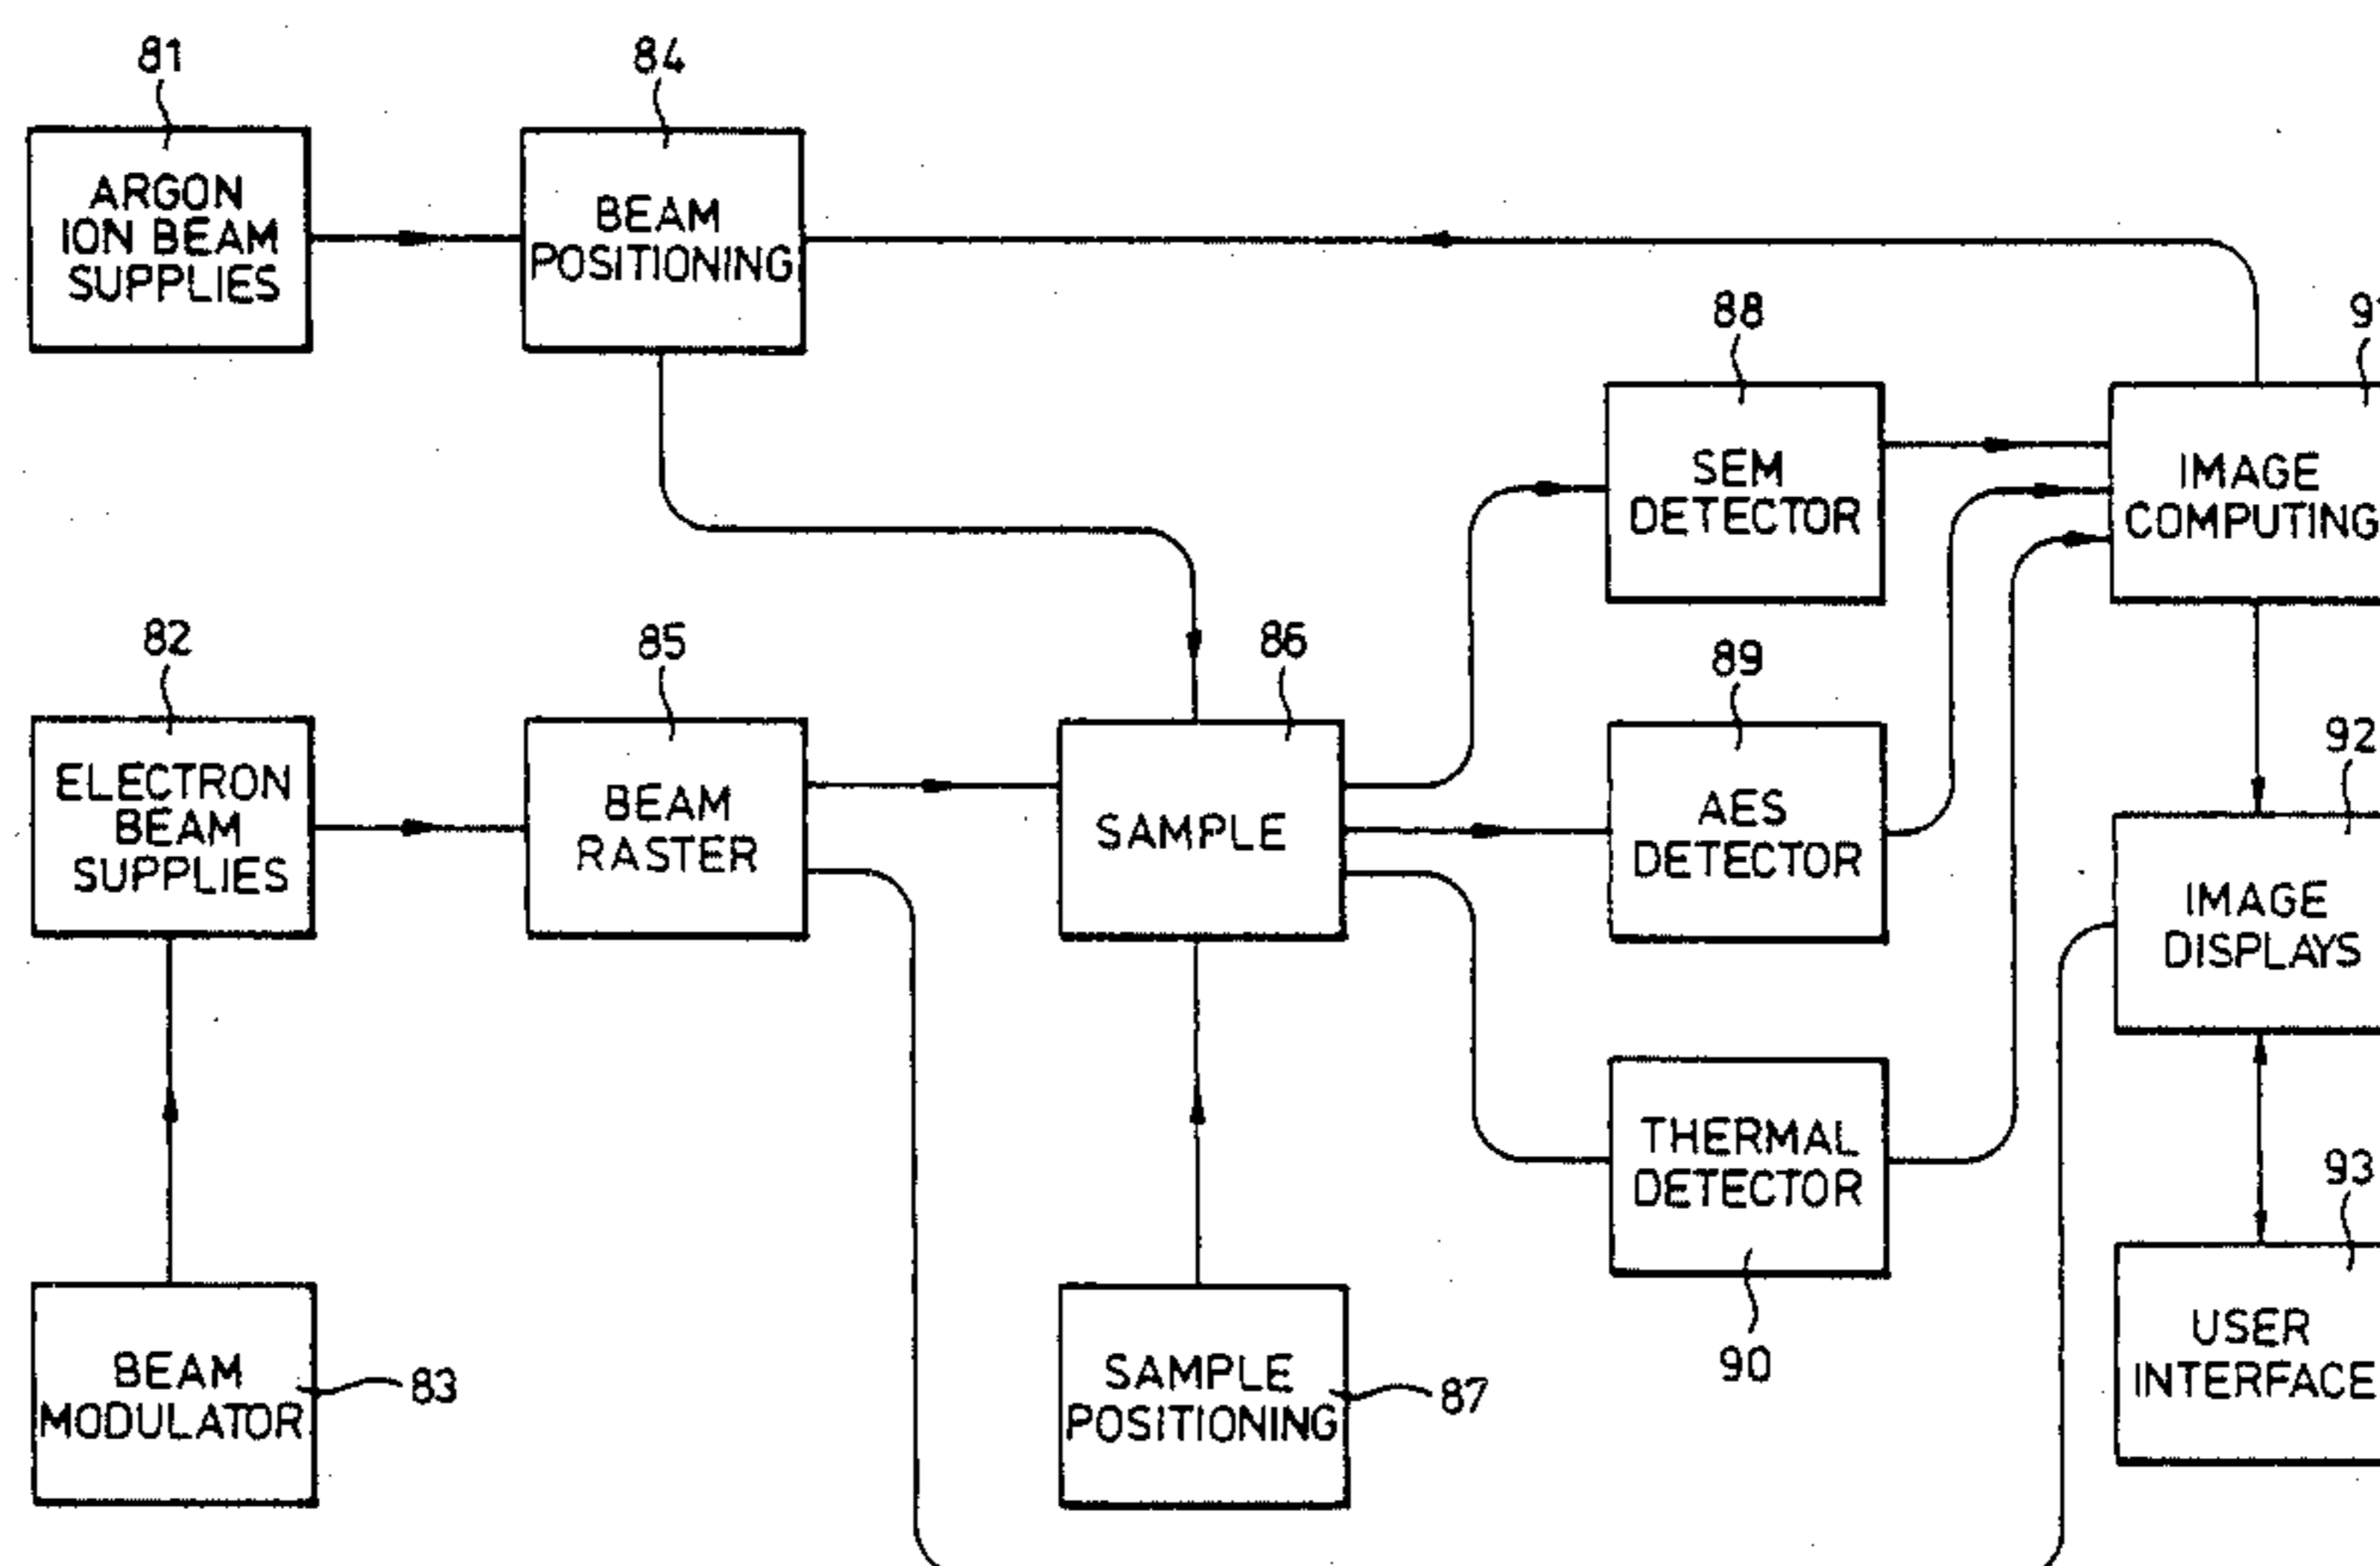 81
84
ARGON
ION BEAM
SUPPLIES
BEAM
POSITIONING
88
SEM
DETECTOR
IMAGE
COMPUTING
82
85
86
89
92
ELECTRON
BEAM
SUPPLIES
BEAM
RASTER
SAMPLE
AES
DETECTOR
IMAGE
DISPLAYS
93
BEAM
MODULATOR
83
SAMPLE
POSITIONING
87
THERMAL
DETECTOR
90
USER
INTERFACE